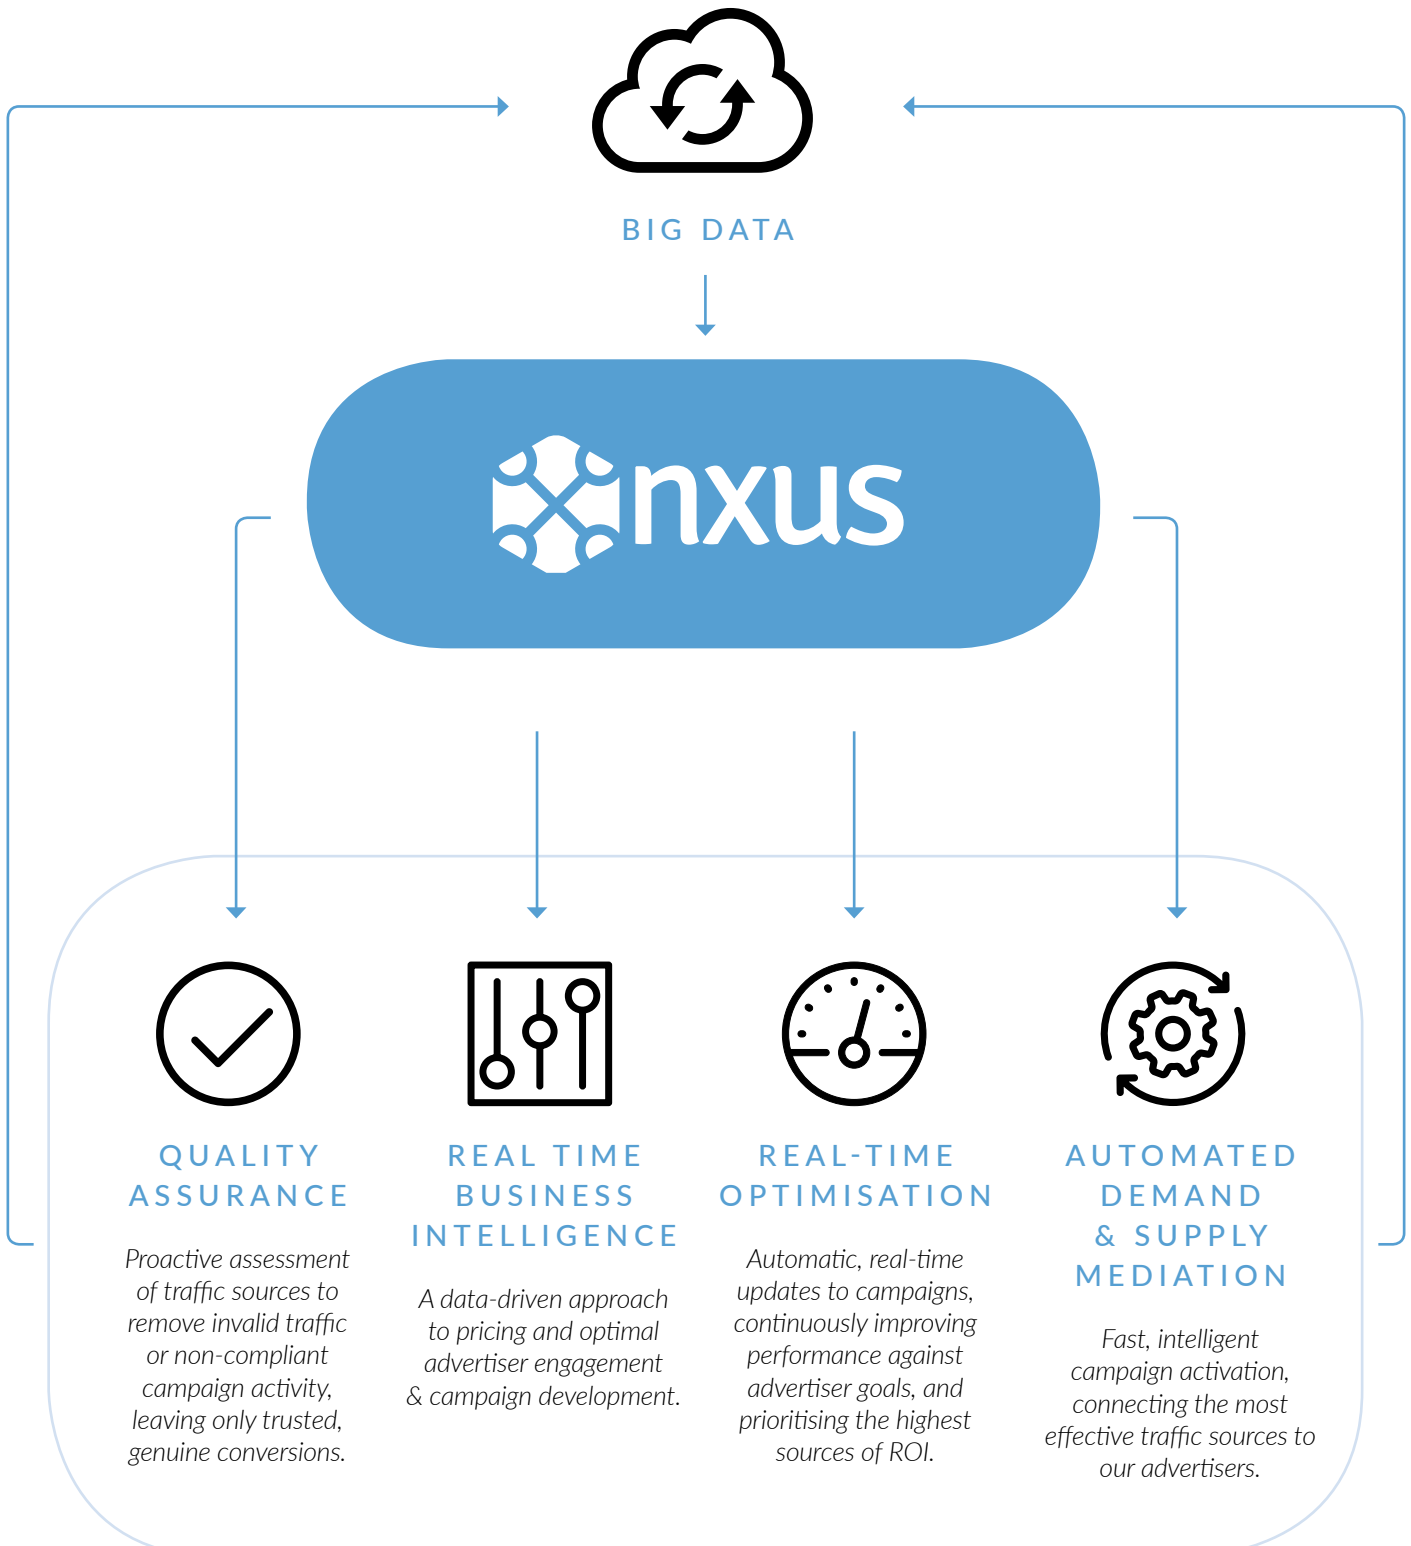 BIG DATA
nxus
QUALITY
ASSURANCE
Proactive assessment
of traffic sources to
remove invalid traffic
or non-compliant
campaign activity,
leaving only trusted,
genuine conversions.
REAL TIME
BUSINESS
INTELLIGENCE
A data-driven approach
to pricing and optimal
advertiser engagement
& campaign development.
REAL-TIME
OPTIMISATION
Automatic, real-time
updates to campaigns,
continuously improving
performance against
advertiser goals, and
prioritising the highest
sources of ROI.
AUTOMATED
DEMAND
& SUPPLY
MEDIATION
Fast, intelligent
campaign activation,
connecting the most
effective traffic sources to
our advertisers.